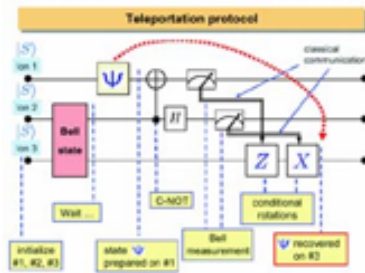 Teleportation protocol
|S⟩
ion 1
Ψ
classical
communication
|S⟩
ion 2
H
|S⟩
ion 3
Bell
state
Z
X
Wait ...
C-NOT
conditional
rotations
initialize
#1, #2, #3
state Ψ
prepared on #1
Bell
measurement
Ψ recovered
on #3